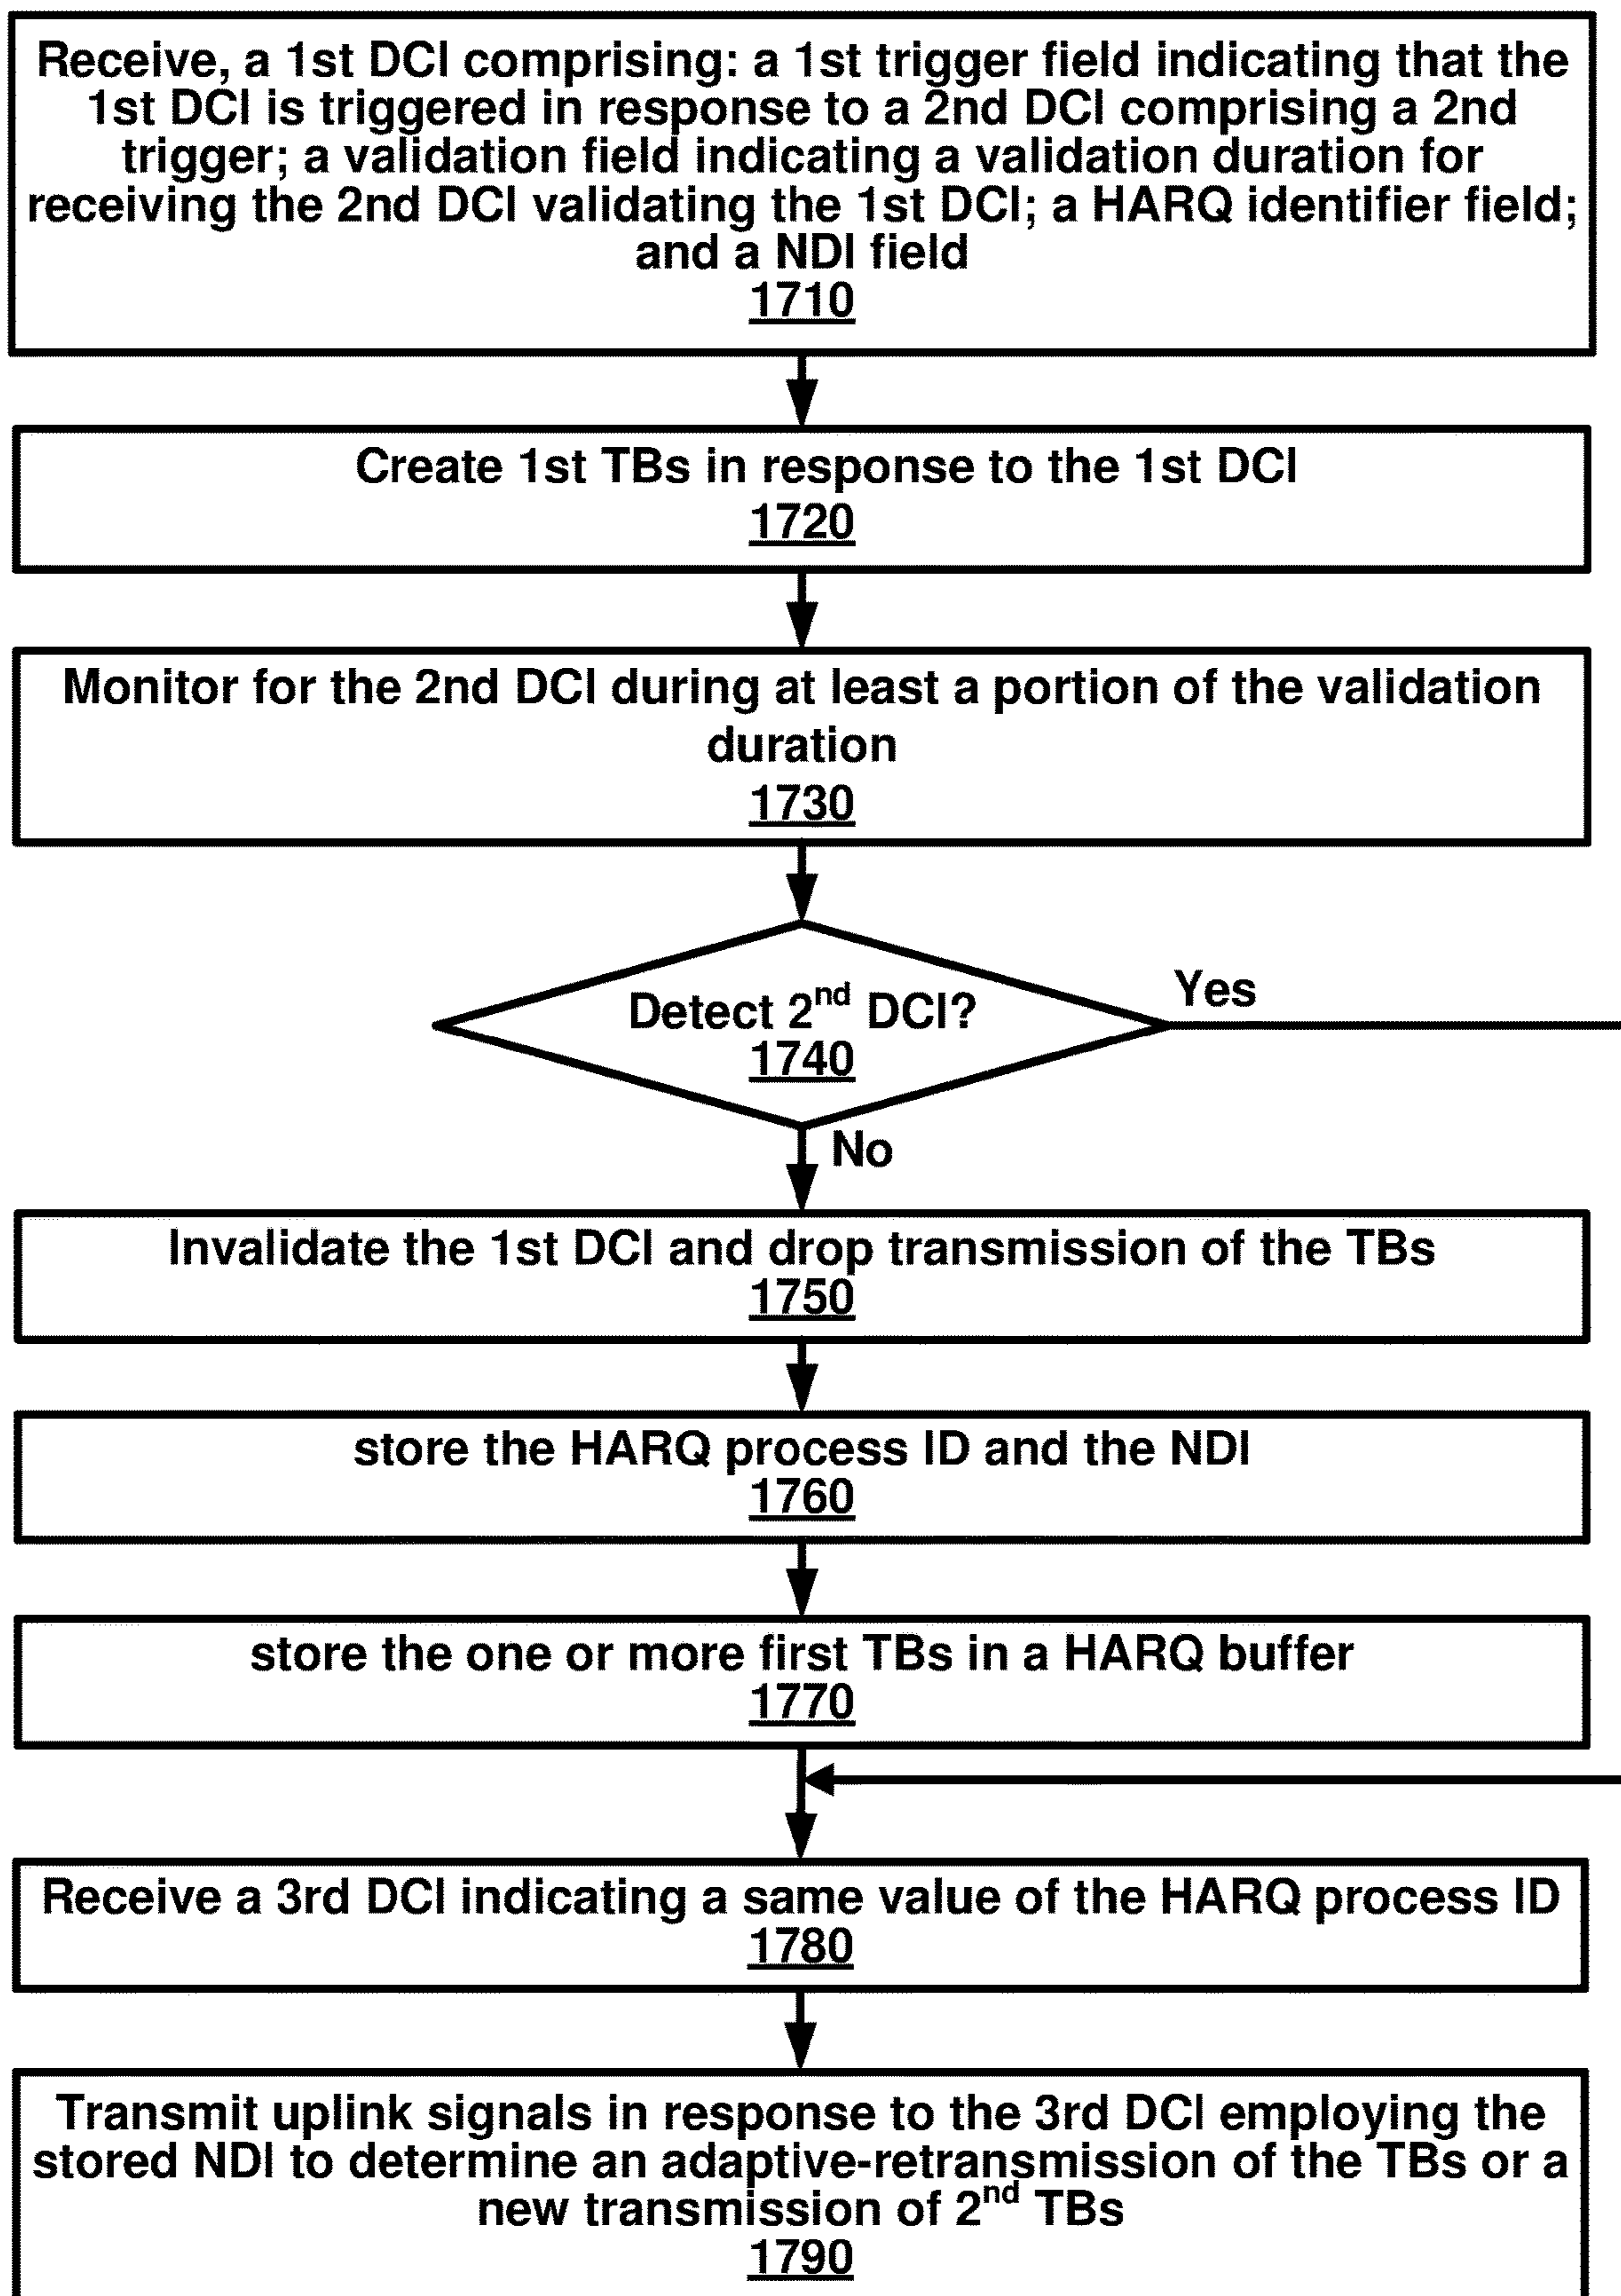 Receive, a 1st DCI comprising: a 1st trigger field indicating that the
1st DCI is triggered in response to a 2nd DCI comprising a 2nd
trigger; a validation field indicating a validation duration for
receiving the 2nd DCI validating the 1st DCI; a HARQ identifier field;
and a NDI field
1710
Create 1st TBs in response to the 1st DCI
1720
Monitor for the 2nd DCI during at least a portion of the validation
duration
1730
Detect 2nd DCI?
1740
Yes
No
Invalidate the 1st DCI and drop transmission of the TBs
1750
store the HARQ process ID and the NDI
1760
store the one or more first TBs in a HARQ buffer
1770
Receive a 3rd DCI indicating a same value of the HARQ process ID
1780
Transmit uplink signals in response to the 3rd DCI employing the
stored NDI to determine an adaptive-retransmission of the TBs or a
new transmission of 2nd TBs
1790